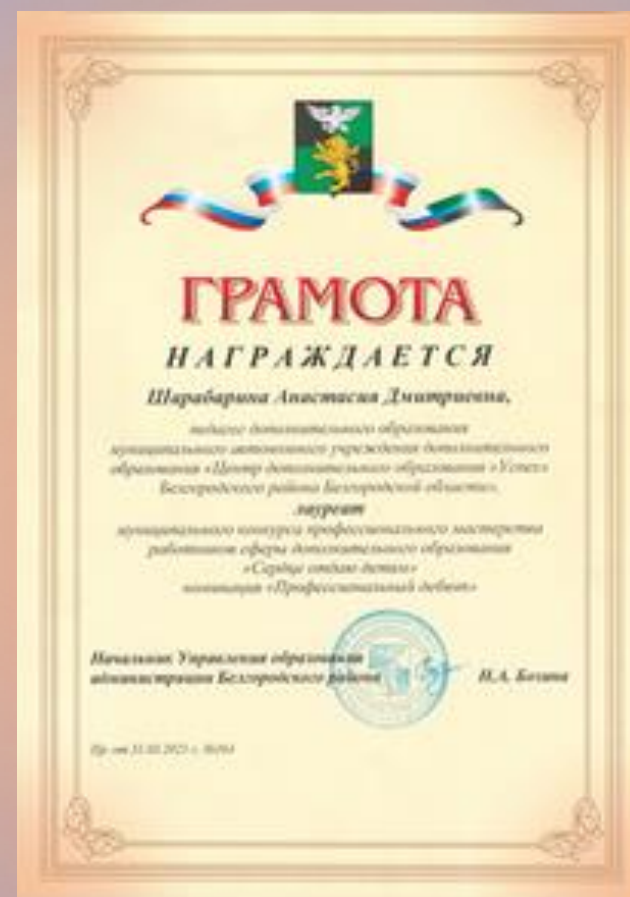 ГРАМОТА
НАГРАЖДАЕТСЯ
Шарабарина Анастасия Дмитриевна,
педагог дополнительного образования
муниципального автономного учреждения дополнительного
образования «Центр дополнительного образования «Успех»
Белгородского района Белгородской области»,
лауреат
муниципального конкурса профессионального мастерства
работников сферы дополнительного образования
«Сердце отдаю детям»
номинация «Профессиональный дебют»
Начальник Управления образования
администрации Белгородского района Н.А.
Пр. от